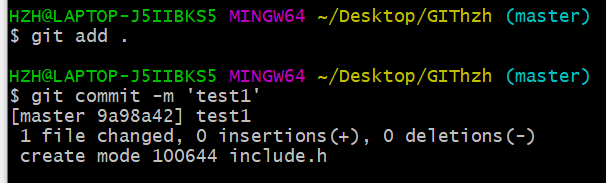 HZH@LAPTOP-J5IIBKS5 MINGW64 ~/Desktop/GIThzh (master)
$ git add .
HZH@LAPTOP-J5IIBKS5 MINGW64 ~/Desktop/GIThzh (master)
$ git commit -m 'test1'
[master 9a98a42] test1
 1 file changed, 0 insertions(+), 0 deletions(-)
 create mode 100644 include.h